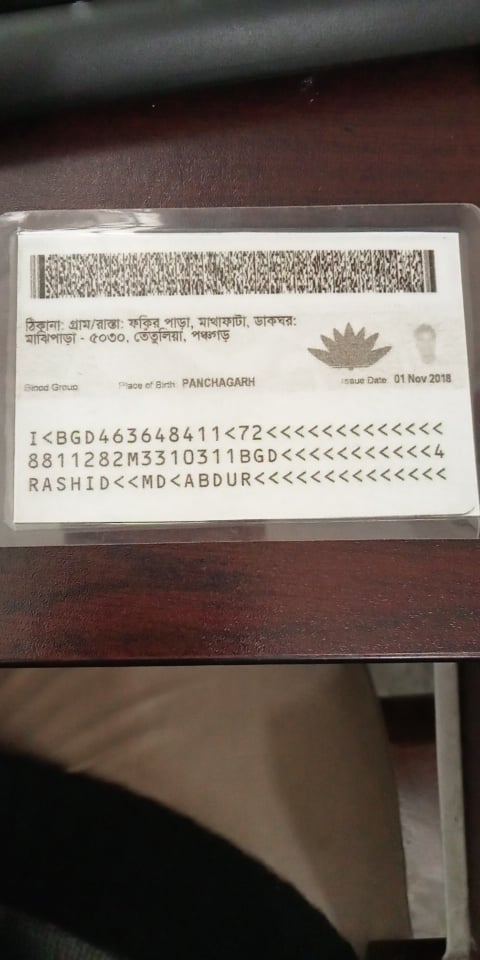 ঠিকানা: গ্রাম/রাস্তা: ফকির পাড়া, মাথাফাটা, ডাকঘর:
মাঝিপাড়া - ৫০৩০, তেতুলিয়া, পঞ্চগড়
Blood Group
Place of Birth: PANCHAGARH
Issue Date: 01 Nov 2018
I<BGD463648411<72<<<<<<<<<<<<<
8811282M3310311BGD<<<<<<<<<<<4
RASHID<<MD<ABDUR<<<<<<<<<<<<<<